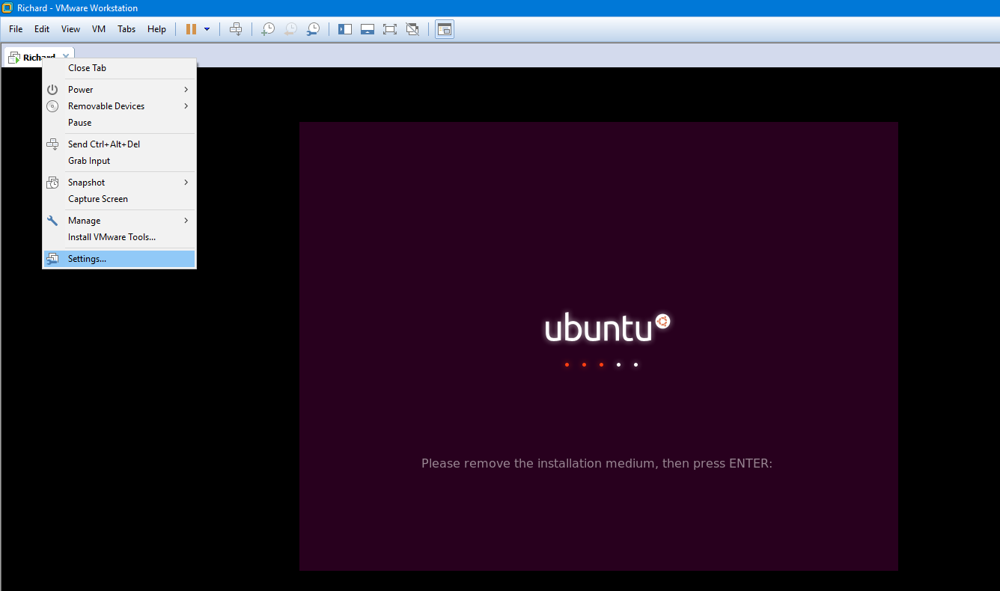 Richard - VMware Workstation
File Edit View VM Tabs Help
Richard
Close Tab
Power
Removable Devices
Pause
Send Ctrl+Alt+Del
Grab Input
Snapshot
Capture Screen
Manage
Install VMware Tools...
Settings...
ubuntu
Please remove the installation medium, then press ENTER: